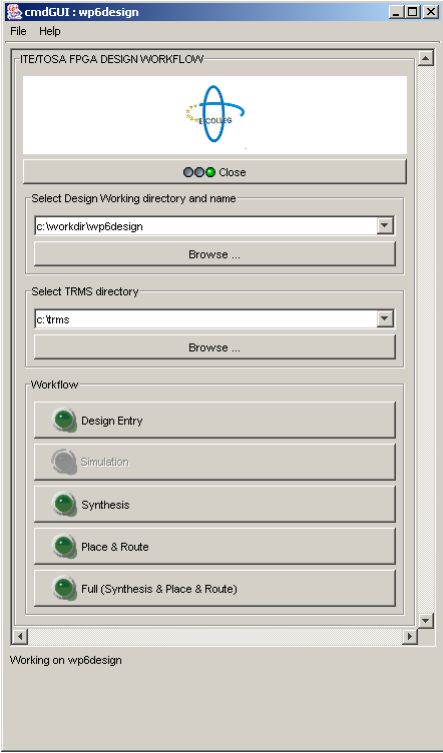 cmdGUI : wp6design
File Help
ITE/TOSA FPGA DESIGN WORKFLOW
E-COLLEG
Close
Select Design Working directory and name
c:\workdir\wp6design
Browse ...
Select TRMS directory
c:\trms
Browse ...
Workflow
Design Entry
Simulation
Synthesis
Place & Route
Full (Synthesis & Place & Route)
Working on wp6design